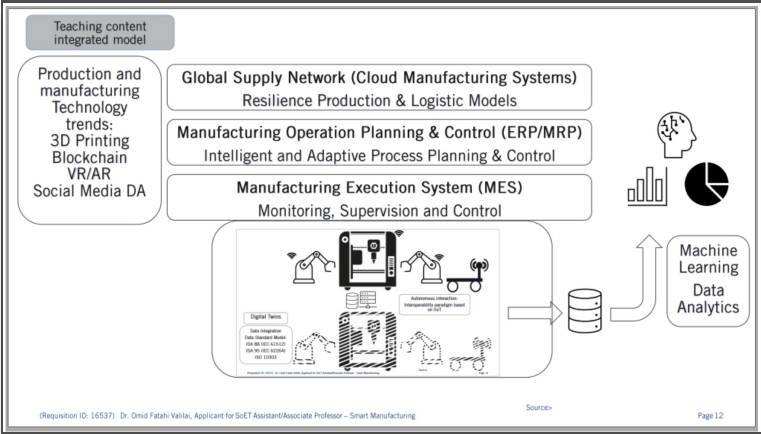 Teaching content
integrated model
Production and
manufacturing
Technology
trends:
3D Printing
Blockchain
VR/AR
Social Media DA
Global Supply Network (Cloud Manufacturing Systems)
Resilience Production & Logistic Models
Manufacturing Operation Planning & Control (ERP/MRP)
Intelligent and Adaptive Process Planning & Control
Manufacturing Execution System (MES)
Monitoring, Supervision and Control
Autonomous interaction:
Interoperability paradigm based
on IIoT
Digital Twins
Data Integration
Data Standard Model:
ISA 88 (IEC 61512)
ISA 95 (IEC 62264)
ISO 10303
Machine
Learning
Data
Analytics
Source>
(Requisition ID: 16537) Dr. Omid Fatahi Valilai, Applicant for SoET Assistant/Associate Professor – Smart Manufacturing
Page 12